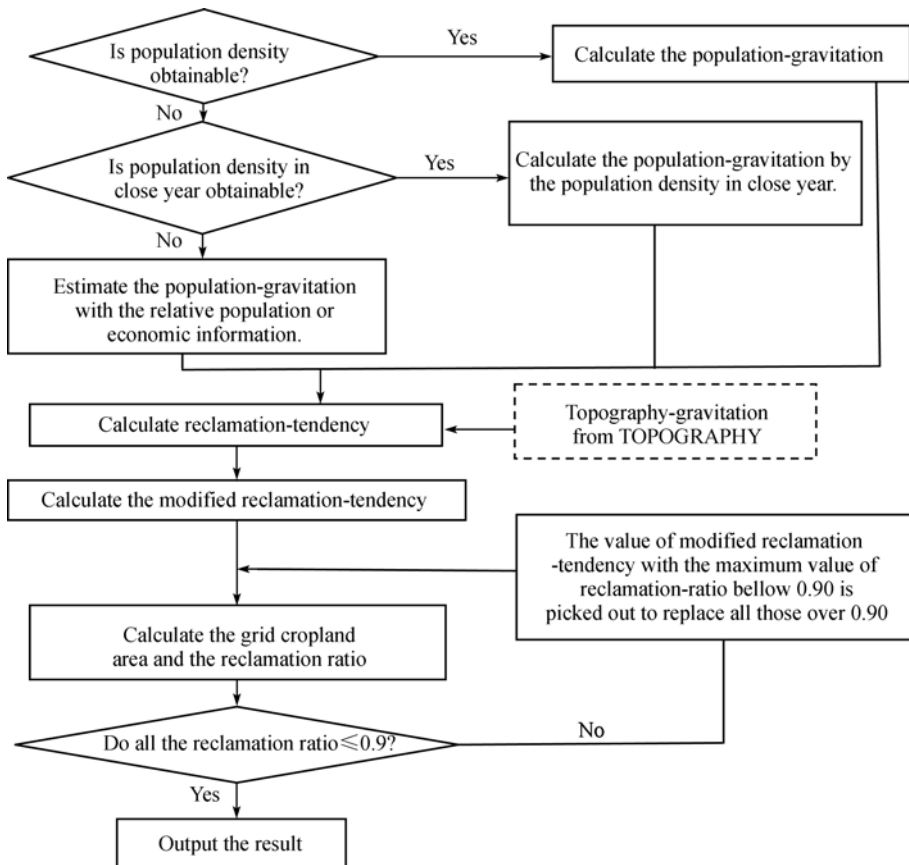 Is population density
obtainable?
Yes
Calculate the population-gravitation
No
Is population density in
close year obtainable?
Yes
Calculate the population-gravitation by
the population density in close year.
No
Estimate the population-gravitation
with the relative population or
economic information.
Calculate reclamation-tendency
Topography-gravitation
from TOPOGRAPHY
Calculate the modified reclamation-tendency
The value of modified reclamation
-tendency with the maximum value of
reclamation-ratio bellow 0.90 is
picked out to replace all those over 0.90
Calculate the grid cropland
area and the reclamation ratio
Do all the reclamation ratio≤0.9?
No
Yes
Output the result